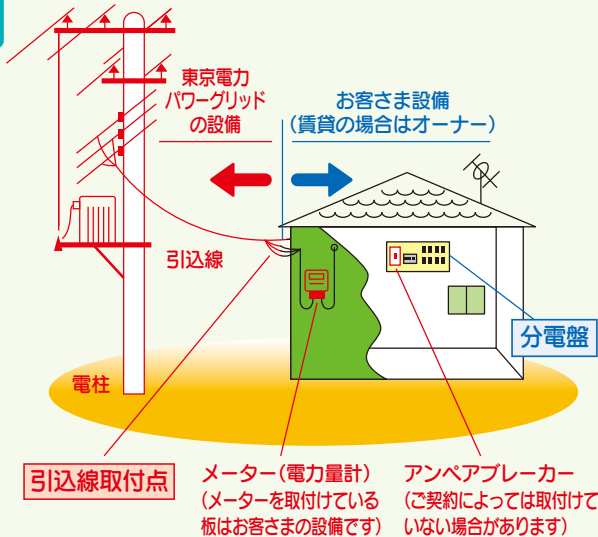 東京電力
パワーグリッド
の設備
お客さま設備
(賃貸の場合はオーナー)
引込線
分電盤
電柱
引込線取付点
メーター(電力量計)
(メーターを取付けている
板はお客さまの設備です)
アンペアブレーカー
(ご契約によっては取付けて
いない場合があります)